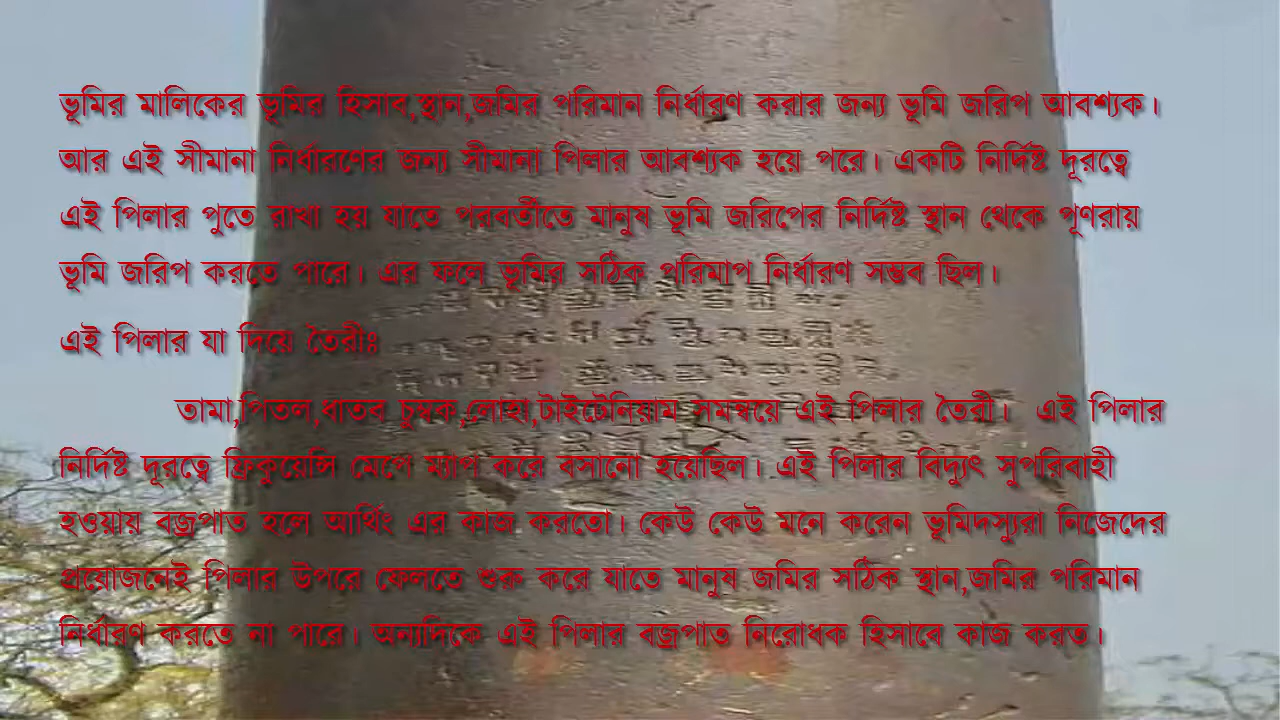 ভূমির মালিকের ভূমির হিসাব,স্থান,জমির পরিমান নির্ধারণ করার জন্য ভূমি জরিপ আবশ্যক।
আর এই সীমানা নির্ধারণের জন্য সীমানা পিলার আবশ্যক হয়ে পরে। একটি নির্দিষ্ট দূরত্বে
এই পিলার পুতে রাখা হয় যাতে পরবর্তীতে মানুষ ভূমি জরিপের নির্দিষ্ট স্থান থেকে পূণরায়
ভূমি জরিপ করতে পারে। এর ফলে ভূমির সঠিক পরিমাপ নির্ধারণ সম্ভব ছিল।
এই পিলার যা দিয়ে তৈরীঃ
তামা,পিতল,ধাতব চুম্বক,লোহা,টাইটেনিয়াম সমন্বয়ে এই পিলার তৈরী। এই পিলার
নির্দিষ্ট দূরত্বে ফ্রিকুয়েন্সি মেপে ম্যাপ করে বসানো হয়েছিল। এই পিলার বিদ্যুৎ সুপরিবাহী
হওয়ায় বজ্রপাত হলে আর্থিং এর কাজ করতো। কেউ কেউ মনে করেন ভূমিদস্যুরা নিজেদের
প্রয়োজনেই পিলার উপরে ফেলতে শুরু করে যাতে মানুষ জমির সঠিক স্থান,জমির পরিমান
নির্ধারণ করতে না পারে। অন্যদিকে এই পিলার বজ্রপাত নিরোধক হিসাবে কাজ করত।